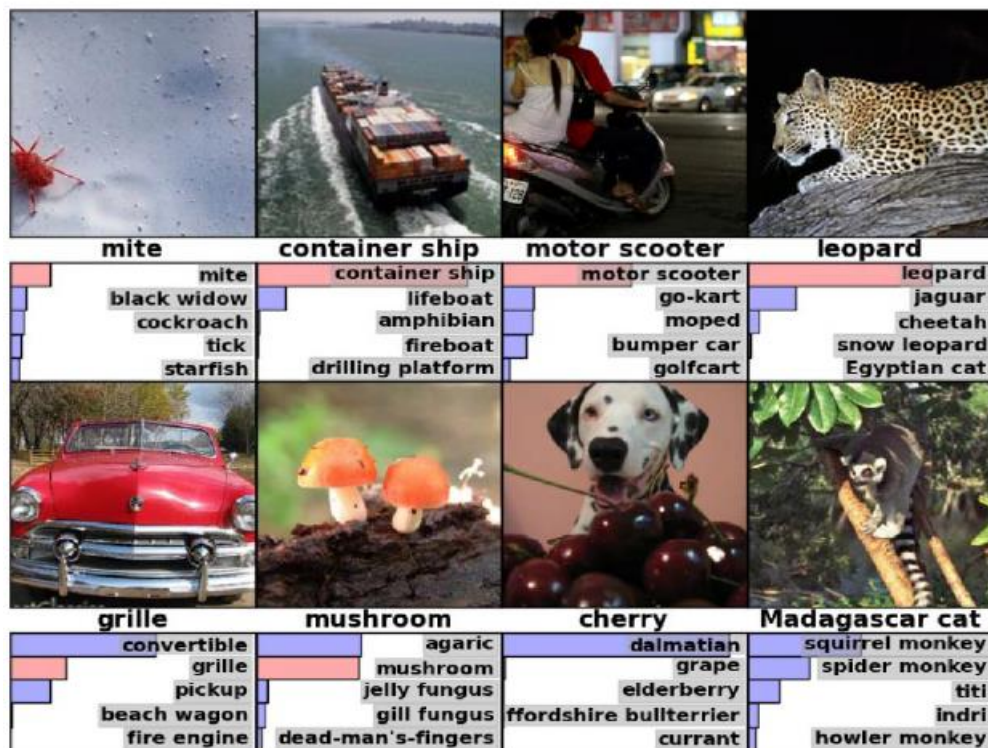 mite
container ship
motor scooter
leopard
mite
black widow
cockroach
tick
starfish
container ship
lifeboat
amphibian
fireboat
drilling platform
motor scooter
go-kart
moped
bumper car
golfcart
leopard
jaguar
cheetah
snow leopard
Egyptian cat
grille
mushroom
cherry
Madagascar cat
convertible
grille
pickup
beach wagon
fire engine
agaric
mushroom
jelly fungus
gill fungus
dead-man's-fingers
dalmatian
grape
elderberry
ffordshire bullterrier
currant
squirrel monkey
spider monkey
titi
indri
howler monkey